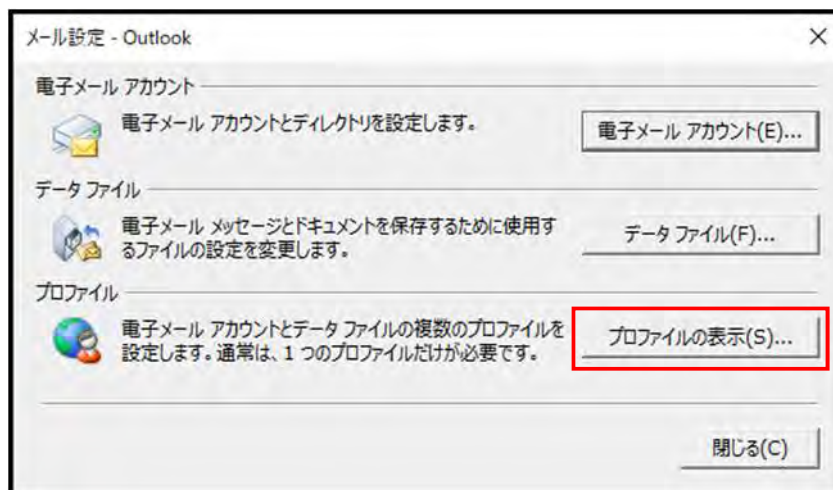 メール設定 - Outlook
電子メール アカウント
電子メール アカウントとディレクトリを設定します。
電子メール アカウント(E)...
データ ファイル
電子メール メッセージとドキュメントを保存するために使用す
るファイルの設定を変更します。
データ ファイル(F)...
プロファイル
電子メール アカウントとデータ ファイルの複数のプロファイルを
設定します。通常は、1 つのプロファイルだけが必要です。
プロファイルの表示(S)...
閉じる(C)